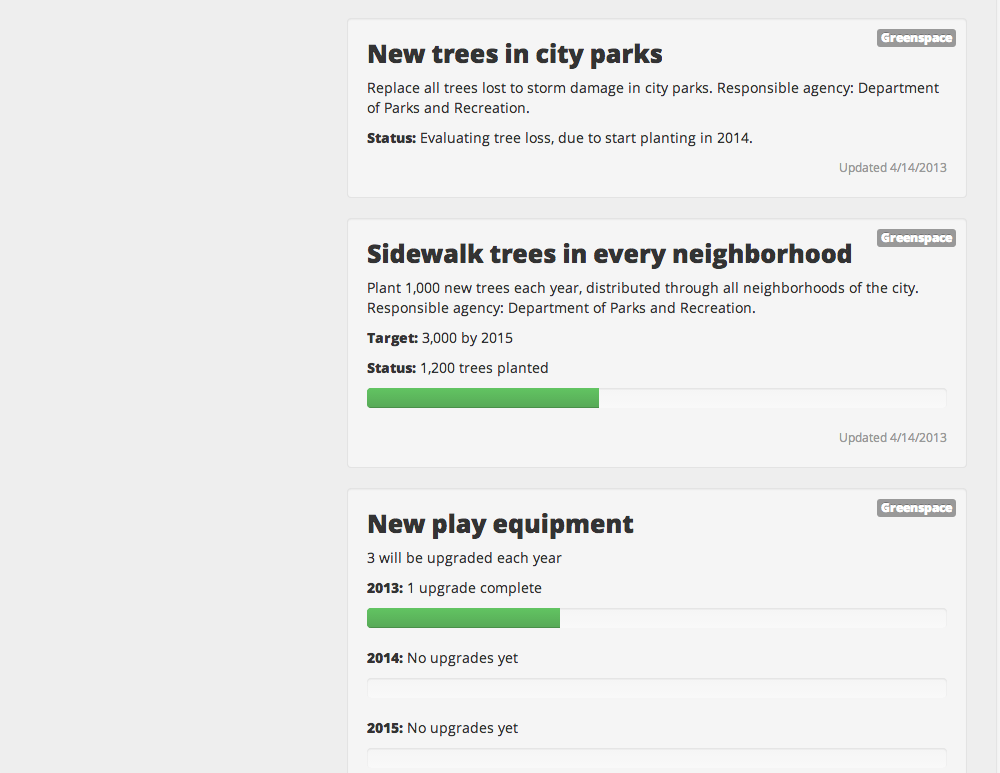 Greenspace
New trees in city parks
Replace all trees lost to storm damage in city parks. Responsible agency: Department
of Parks and Recreation.
Status: Evaluating tree loss, due to start planting in 2014.
Updated 4/14/2013
Greenspace
Sidewalk trees in every neighborhood
Plant 1,000 new trees each year, distributed through all neighborhoods of the city.
Responsible agency: Department of Parks and Recreation.
Target: 3,000 by 2015
Status: 1,200 trees planted
Updated 4/14/2013
Greenspace
New play equipment
3 will be upgraded each year
2013: 1 upgrade complete
2014: No upgrades yet
2015: No upgrades yet